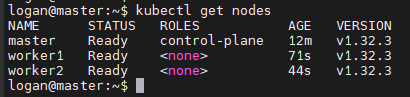 logan@master:~$ kubectl get nodes
NAME      STATUS   ROLES           AGE   VERSION
master    Ready    control-plane   12m   v1.32.3
worker1   Ready    <none>          71s   v1.32.3
worker2   Ready    <none>          44s   v1.32.3
logan@master:~$